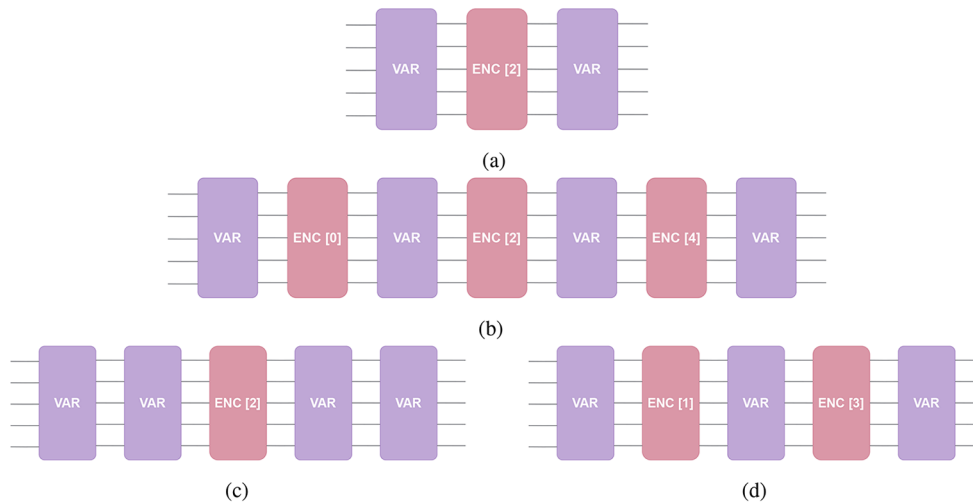 VAR ENC [2] VAR
(a)
VAR ENC [0] VAR ENC [2] VAR ENC [4] VAR
(b)
VAR VAR ENC [2] VAR VAR
(c)
VAR ENC [1] VAR ENC [3] VAR
(d)